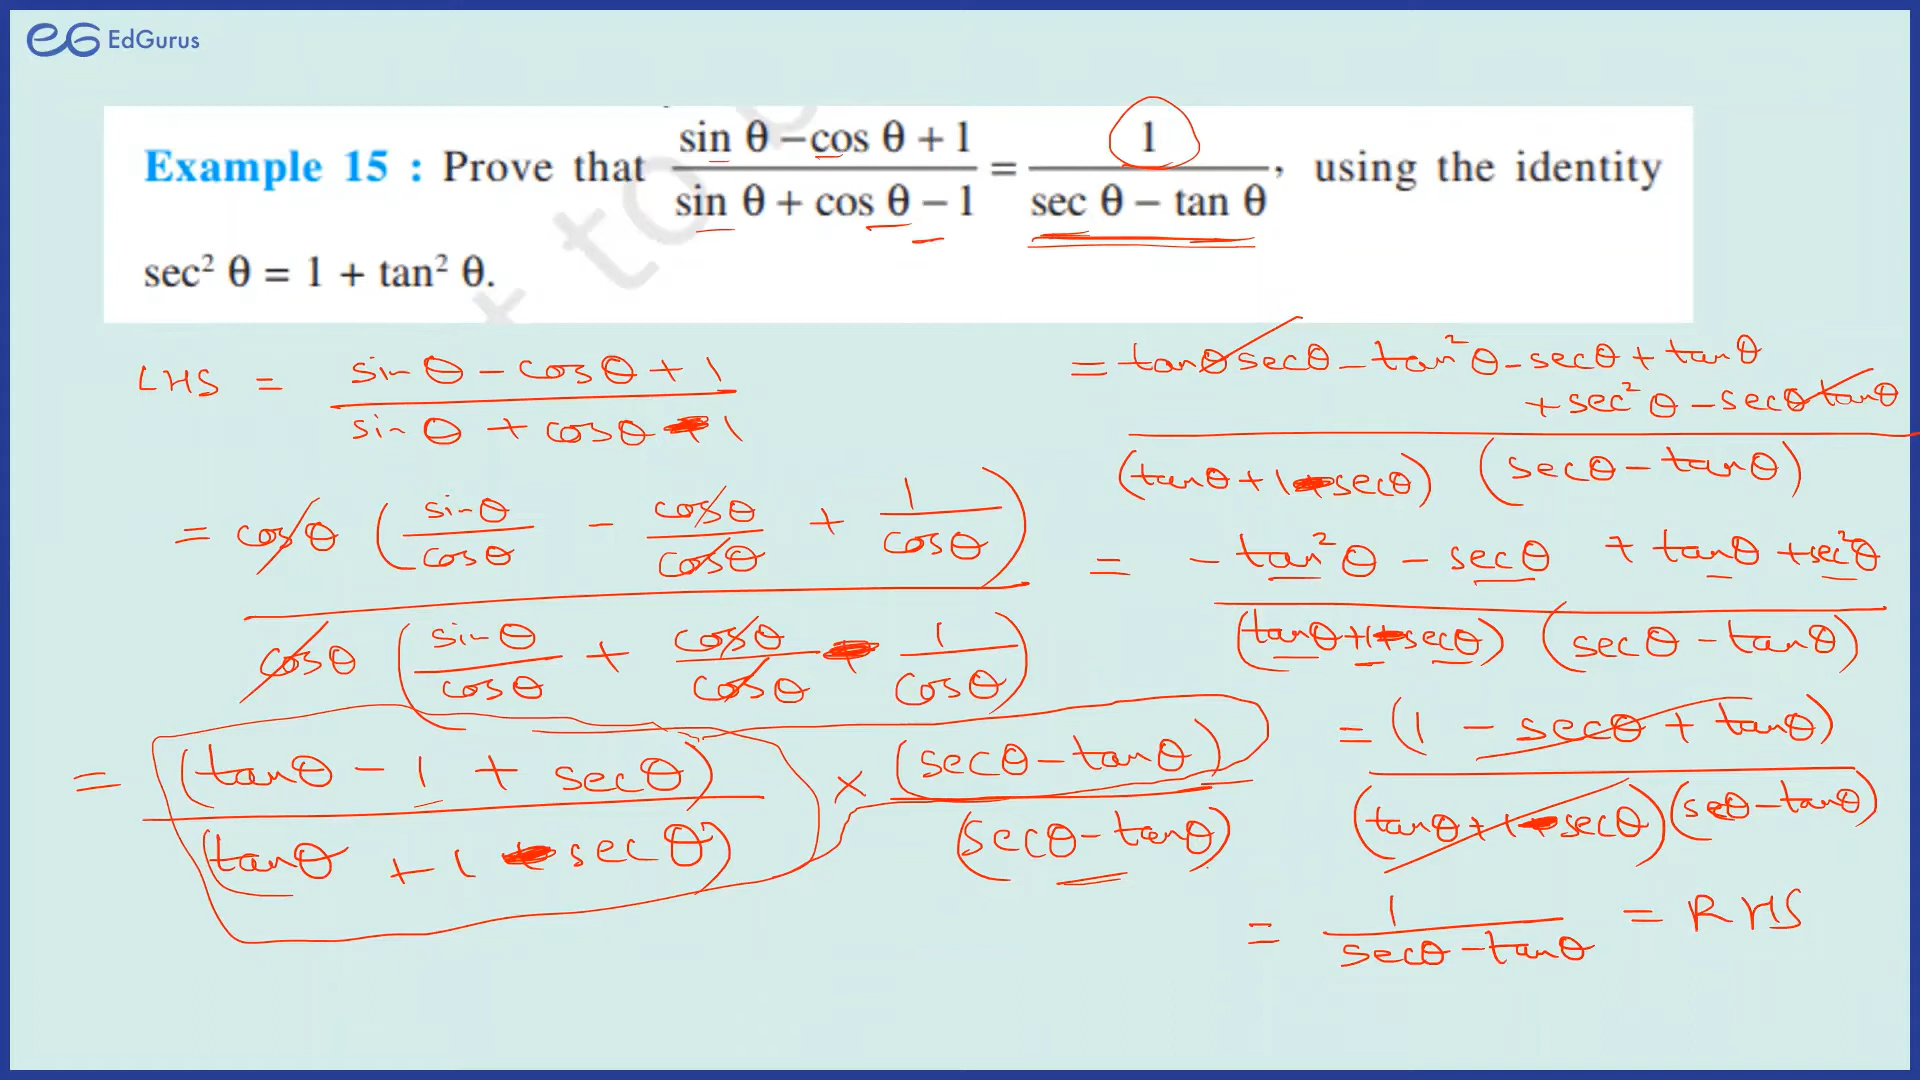 EdGurus
Example 15 : Prove that (sin θ – cos θ + 1)/(sin θ + cos θ – 1) = 1/(sec θ – tan θ), using the identity
sec² θ = 1 + tan² θ.
LHS = (sinθ - cosθ + 1)/(sinθ + cosθ - 1)
= cosθ (sinθ/cosθ - cosθ/cosθ + 1/cosθ)
cosθ (sinθ/cosθ + cosθ/cosθ - 1/cosθ)
= (tanθ - 1 + secθ)/(tanθ + 1 - secθ) × (secθ - tanθ)/(secθ - tanθ)
= tanθ secθ - tan²θ - secθ + tanθ
+ sec²θ - secθ tanθ
(tanθ + 1 - secθ) (secθ - tanθ)
= - tan²θ - secθ + tanθ + sec²θ
(tanθ + 1 - secθ) (secθ - tanθ)
= (1 - secθ + tanθ)
(tanθ + 1 - secθ)(secθ - tanθ)
= 1/(secθ - tanθ) = RHS